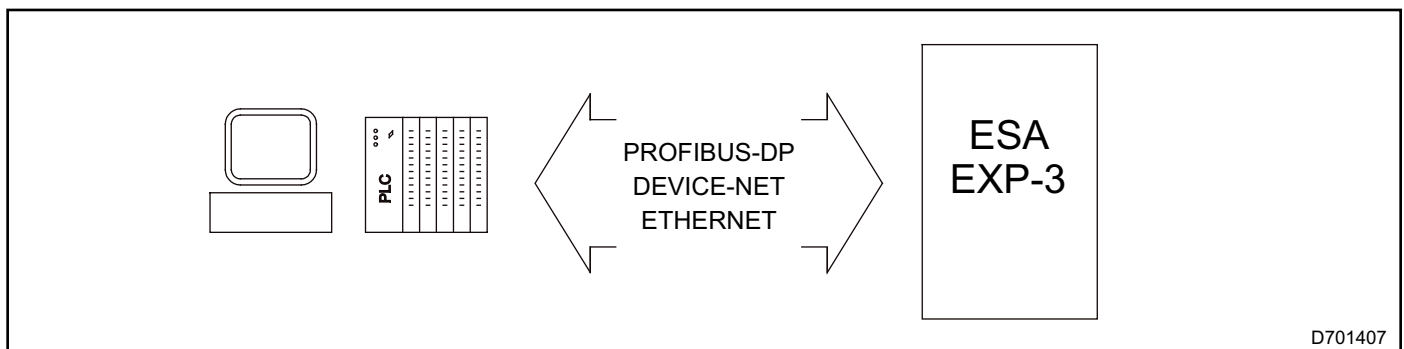 PLC
PROFIBUS-DP
DEVICE-NET
ETHERNET
ESA
EXP-3
D701407